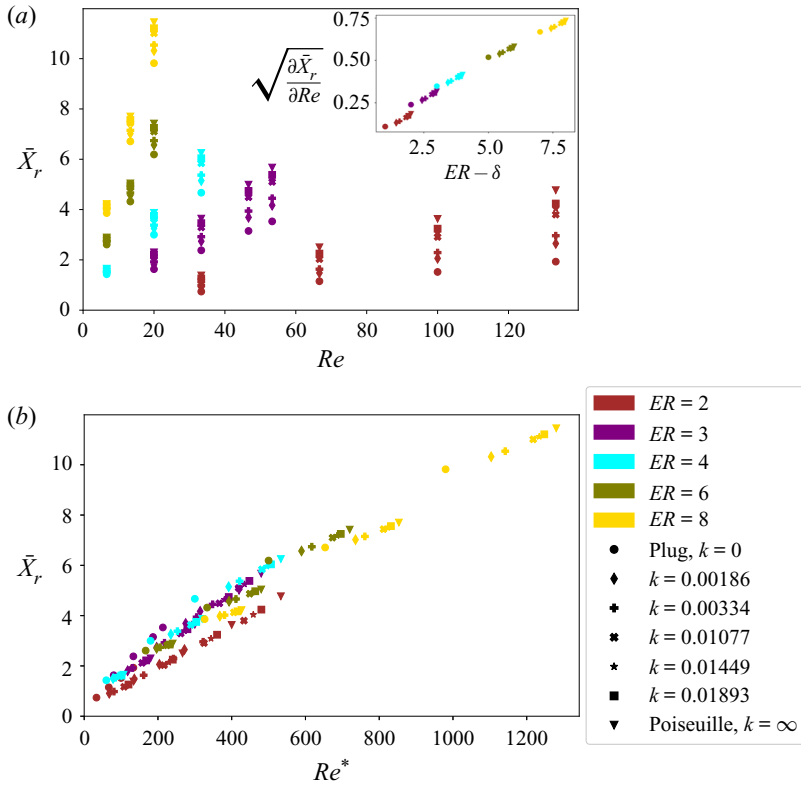 (a)
10
8
6
4
2
0
X̄r
0
20
40
60
80
100
120
Re
√∂X̄r/∂Re
0.75
0.50
0.25
2.5
5.0
7.5
ER − δ
(b)
10
8
6
4
2
0
X̄r
0
200
400
600
800
1000
1200
Re*
ER = 2
ER = 3
ER = 4
ER = 6
ER = 8
Plug, k = 0
k = 0.00186
k = 0.00334
k = 0.01077
k = 0.01449
k = 0.01893
Poiseuille, k = ∞